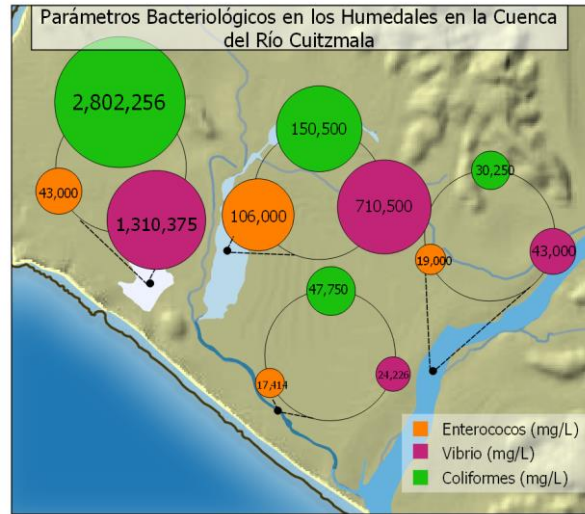 Parámetros Bacteriológicos en los Humedales en la Cuenca
del Río Cuitzmala
2,802,256
43,000
1,310,375
150,500
106,000
710,500
30,250
19,000
43,000
47,750
17,414
24,226
Enterococos (mg/L)
Vibrio (mg/L)
Coliformes (mg/L)